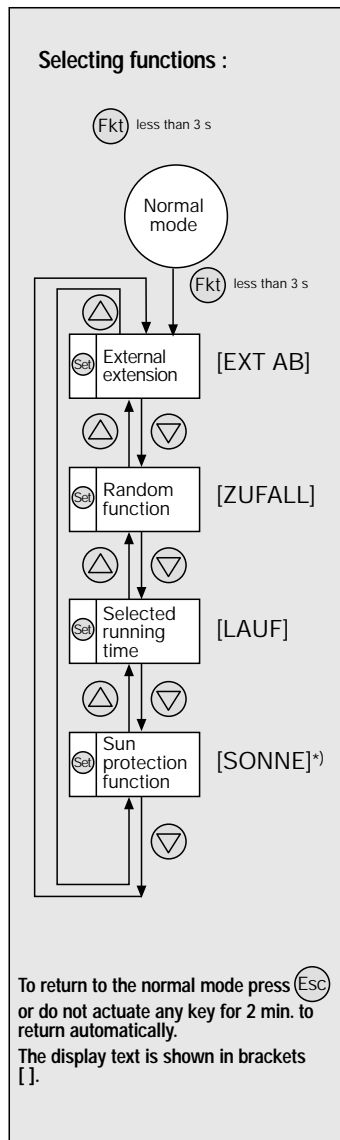 Selecting functions :
Fkt less than 3 s
Normal
mode
Fkt less than 3 s
Set External
extension [EXT AB]
Set Random
function [ZUFALL]
Set Selected
running
time [LAUF]
Set Sun
protection
function [SONNE]*)
To return to the normal mode press Esc
or do not actuate any key for 2 min. to
return automatically.
The display text is shown in brackets
[ ].